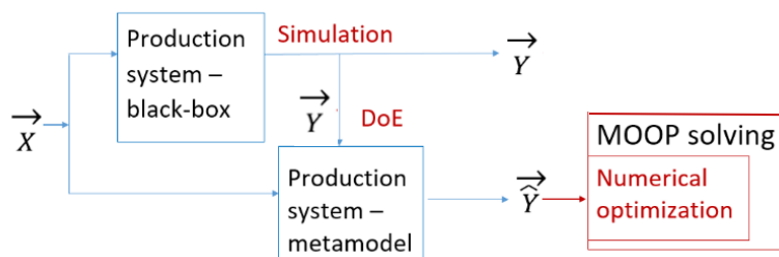 Production
system –
black-box
Simulation
Y
X
Y
DoE
MOOP solving
Production
system –
metamodel
Ŷ
Numerical
optimization